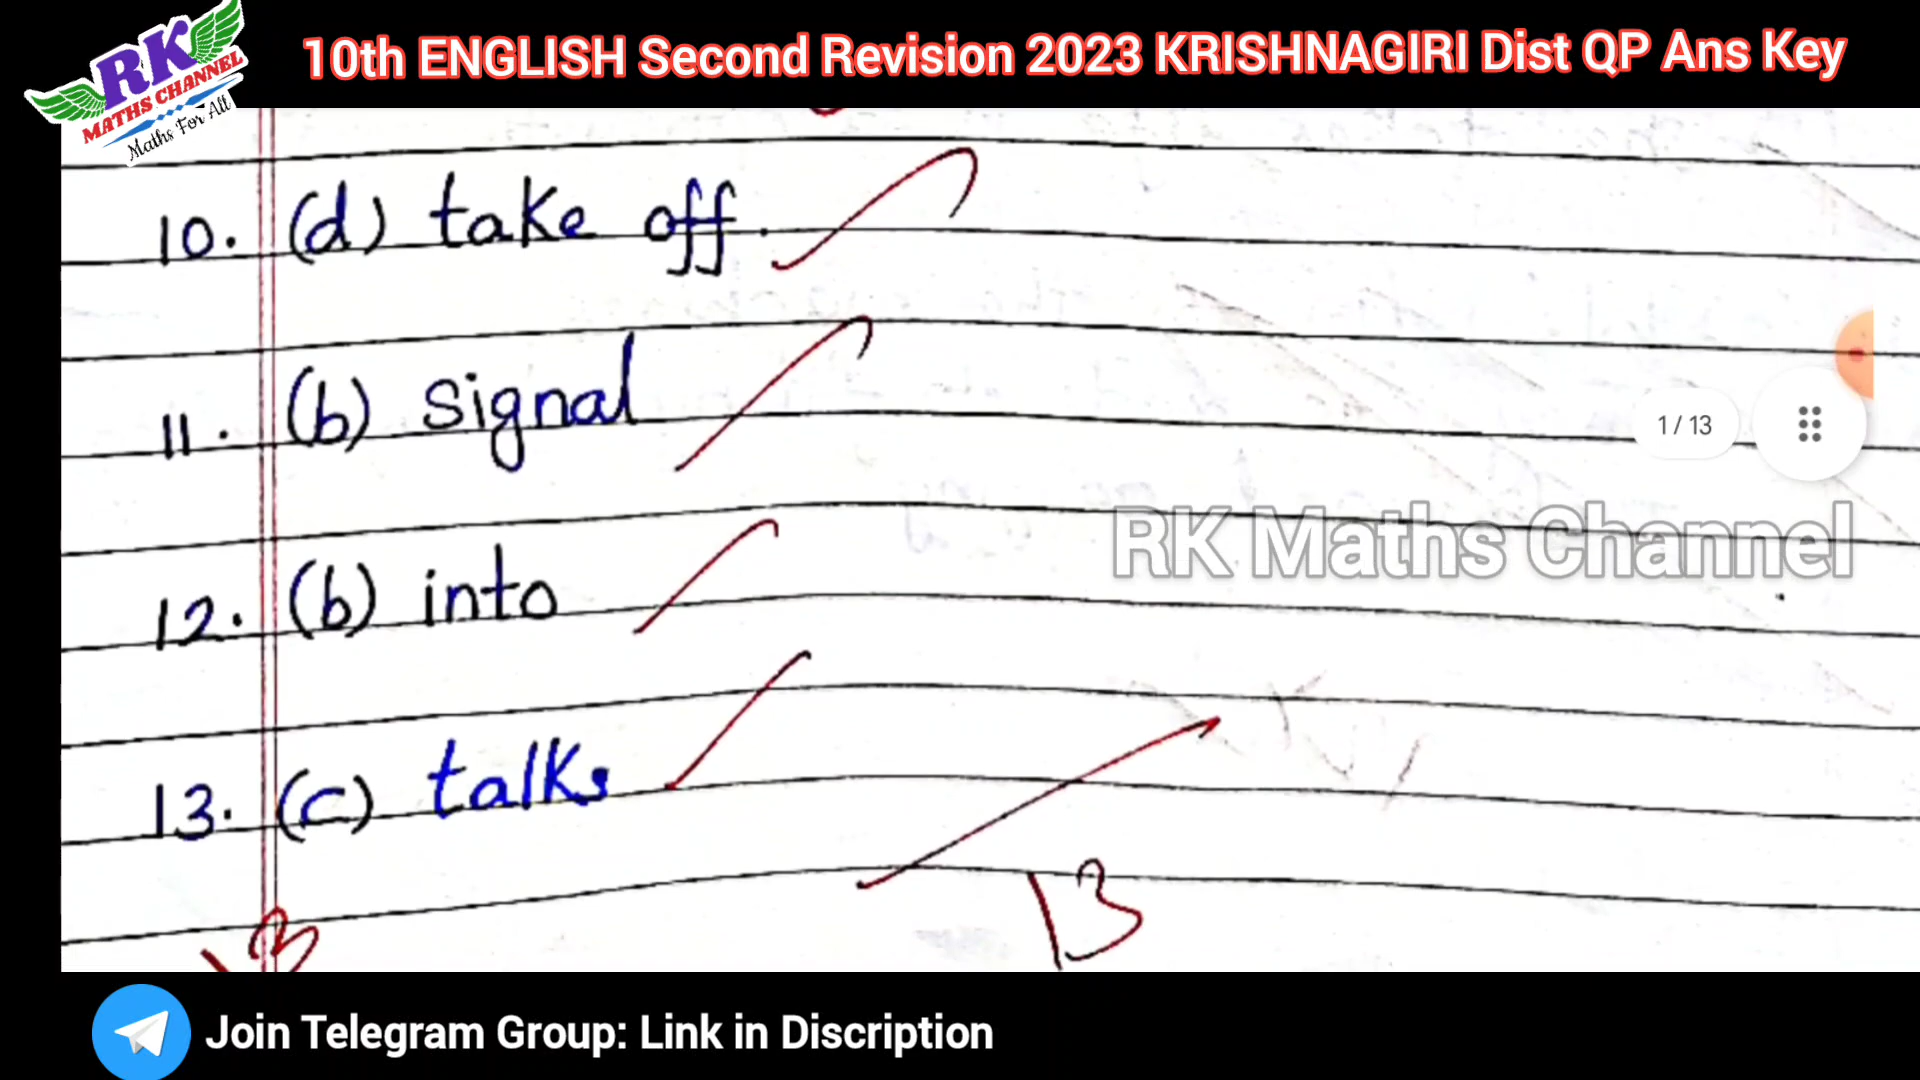 RK
MATHS CHANNEL
Maths For All
10th ENGLISH Second Revision 2023 KRISHNAGIRI Dist QP Ans Key
10. (d) take off.
11. (b) signal
1 / 13
RK Maths Channel
12. (b) into
13. (c) talks
13
13
Join Telegram Group: Link in Discription